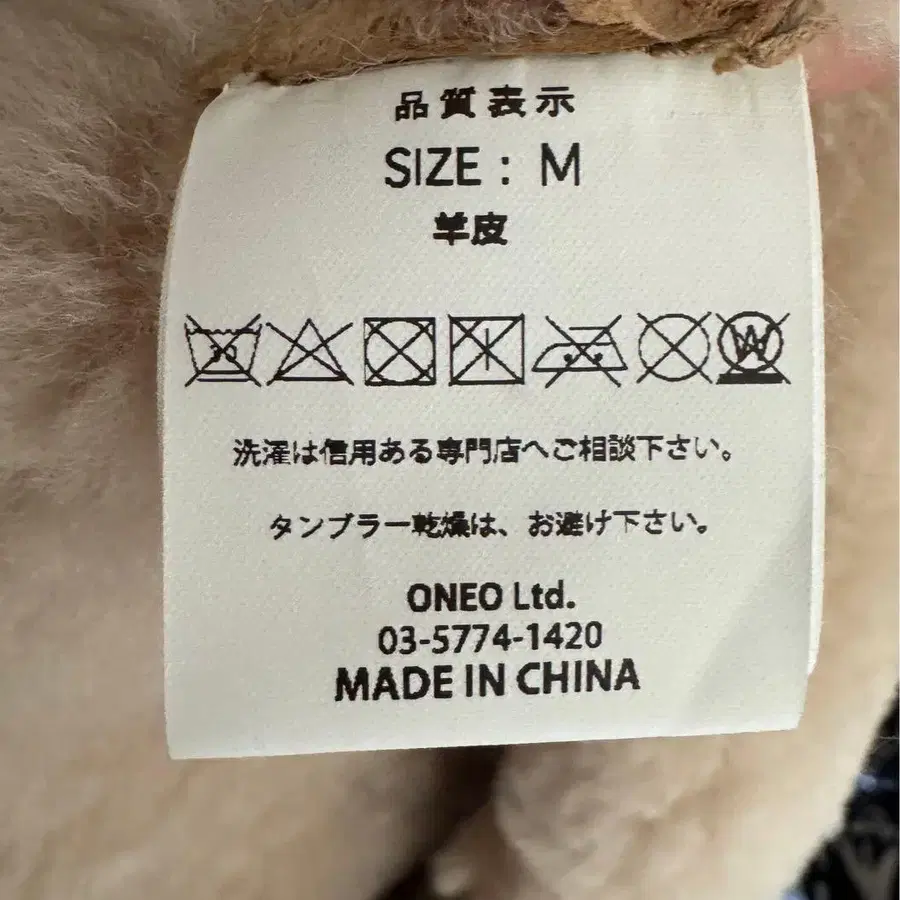 品質表示
SIZE : M
羊皮
30 W
洗濯は信用ある専門店へご相談下さい。
タンブラー乾燥は、お避け下さい。
ONEO Ltd.
03-5774-1420
MADE IN CHINA